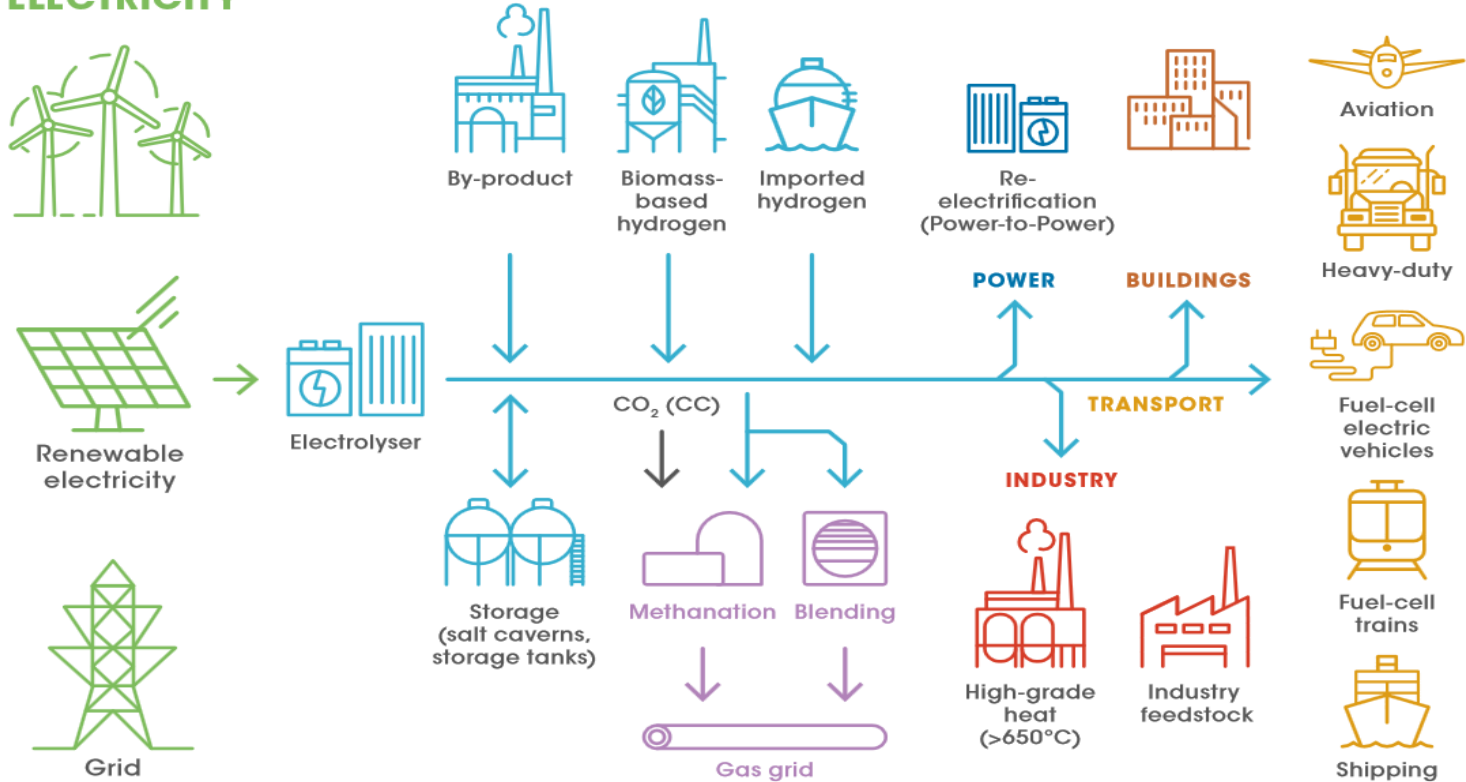 ELECTRICITY
By-product
Biomass-
based
hydrogen
Imported
hydrogen
Re-
electrification
(Power-to-Power)
Aviation
Heavy-duty
POWER
BUILDINGS
Renewable
electricity
Electrolyser
CO₂ (CC)
TRANSPORT
Fuel-cell
electric
vehicles
INDUSTRY
Storage
(salt caverns,
storage tanks)
Methanation
Blending
Fuel-cell
trains
High-grade
heat
(>650°C)
Industry
feedstock
Grid
Gas grid
Shipping